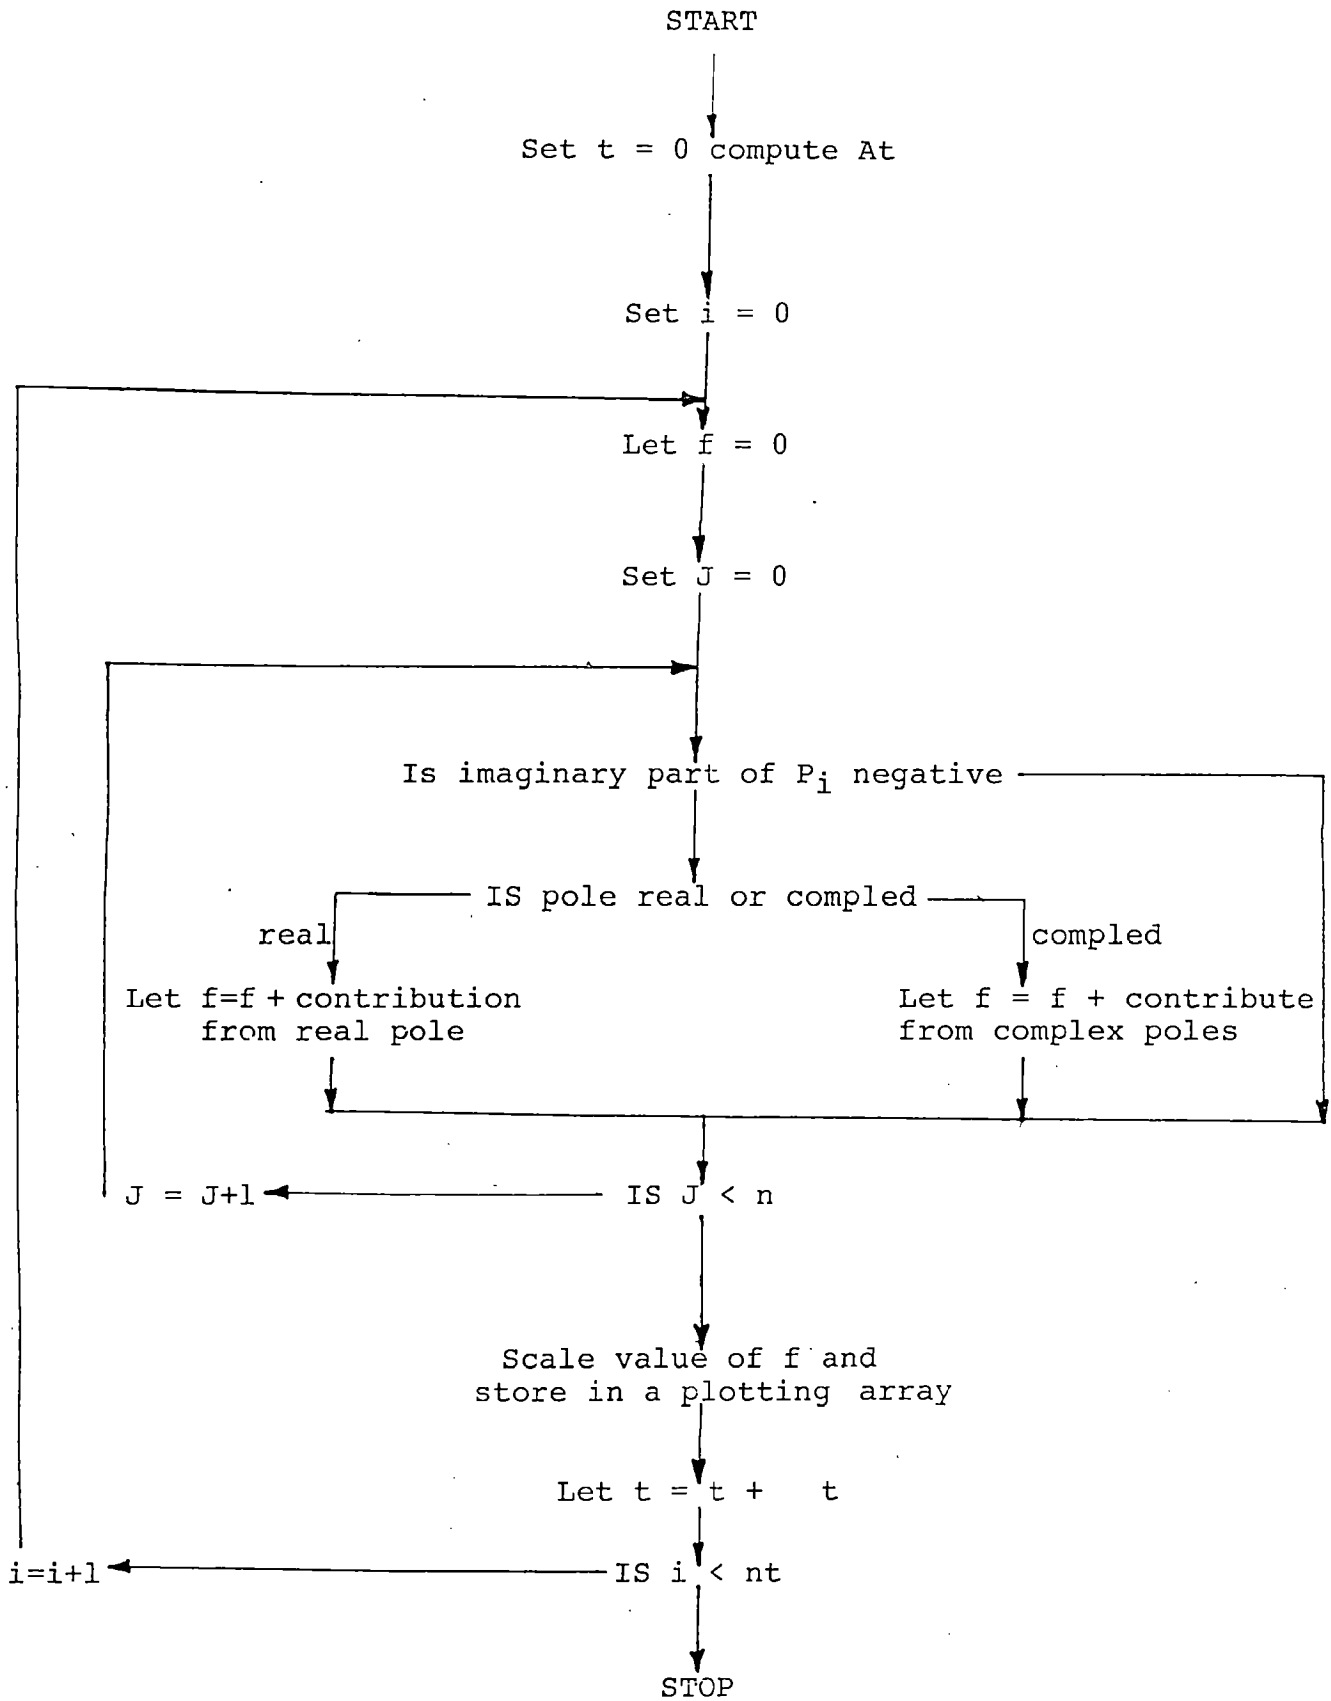 START
Set t = 0 compute At
Set i = 0
Let f = 0
Set J = 0
Is imaginary part of Pi negative
IS pole real or compled
real
compled
Let f=f + contribution
from real pole
Let f = f + contribute
from complex poles
J = J+1
IS J < n
Scale value of f and
store in a plotting array
Let t = t + t
i=i+1
IS i < nt
STOP